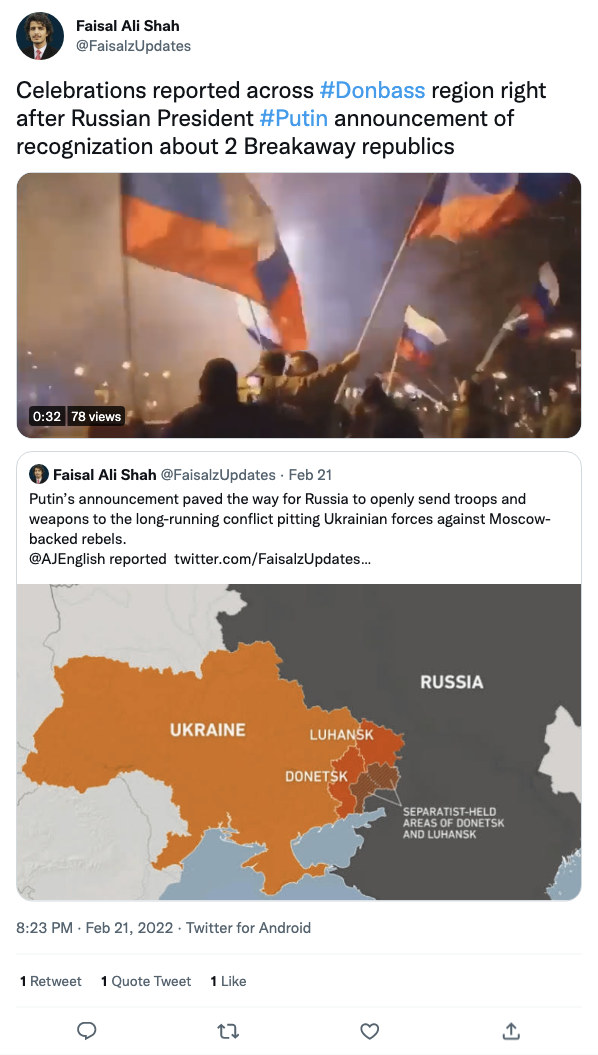 Faisal Ali Shah
@FaisalzUpdates
Celebrations reported across #Donbass region right
after Russian President #Putin announcement of
recognization about 2 Breakaway republics
0:32 78 views
Faisal Ali Shah @FaisalzUpdates · Feb 21
Putin's announcement paved the way for Russia to openly send troops and
weapons to the long-running conflict pitting Ukrainian forces against Moscow-
backed rebels.
@AJEnglish reported twitter.com/FaisalzUpdates…
RUSSIA
UKRAINE
LUHANSK
DONETSK
SEPARATIST-HELD
AREAS OF DONETSK
AND LUHANSK
8:23 PM · Feb 21, 2022 · Twitter for Android
1 Retweet 1 Quote Tweet 1 Like